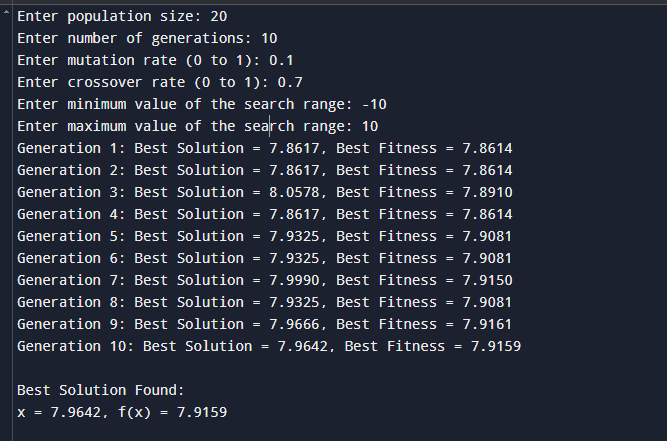 Enter population size: 20
Enter number of generations: 10
Enter mutation rate (0 to 1): 0.1
Enter crossover rate (0 to 1): 0.7
Enter minimum value of the search range: -10
Enter maximum value of the search range: 10
Generation 1: Best Solution = 7.8617, Best Fitness = 7.8614
Generation 2: Best Solution = 7.8617, Best Fitness = 7.8614
Generation 3: Best Solution = 8.0578, Best Fitness = 7.8910
Generation 4: Best Solution = 7.8617, Best Fitness = 7.8614
Generation 5: Best Solution = 7.9325, Best Fitness = 7.9081
Generation 6: Best Solution = 7.9325, Best Fitness = 7.9081
Generation 7: Best Solution = 7.9990, Best Fitness = 7.9150
Generation 8: Best Solution = 7.9325, Best Fitness = 7.9081
Generation 9: Best Solution = 7.9666, Best Fitness = 7.9161
Generation 10: Best Solution = 7.9642, Best Fitness = 7.9159
Best Solution Found:
x = 7.9642, f(x) = 7.9159